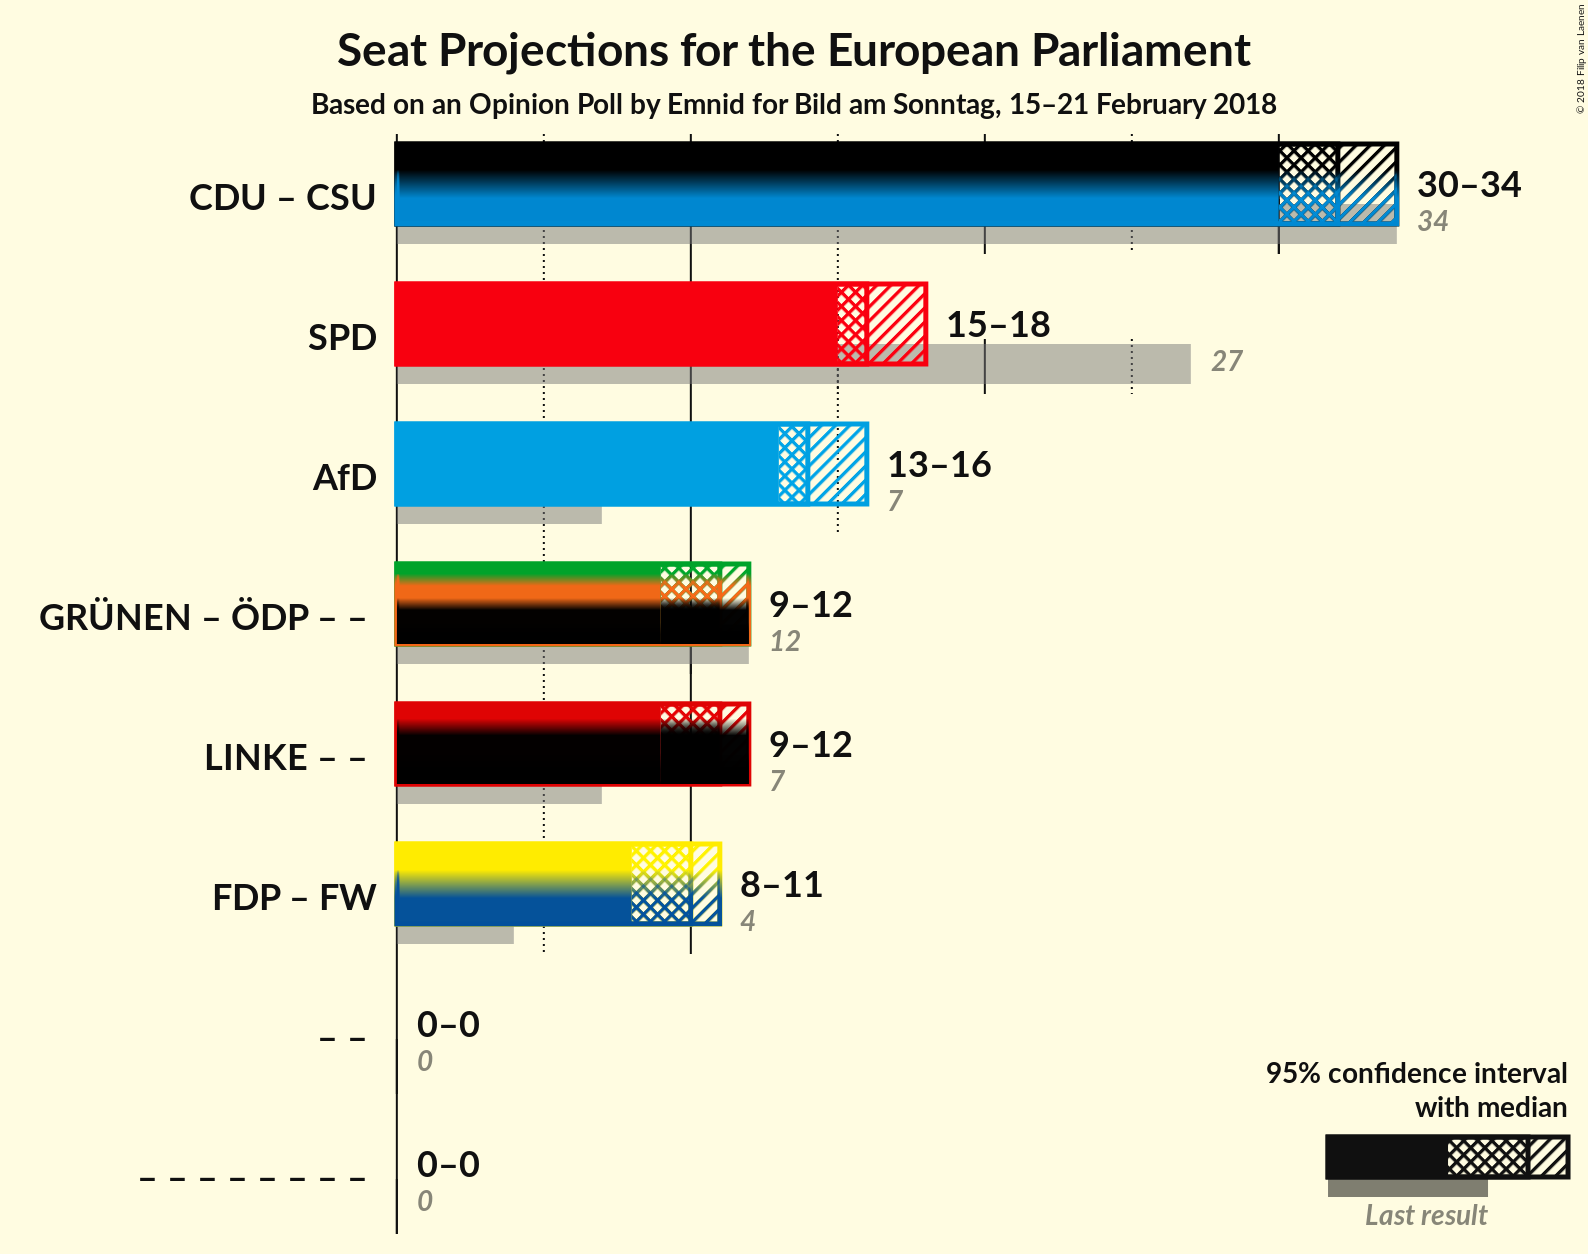 Seat Projections for the European Parliament
Based on an Opinion Poll by Emnid for Bild am Sonntag, 15–21 February 2018
© 2018 Filip van Laenen
CDU – CSU
30–34
34
SPD
15–18
27
AfD
13–16
7
GRÜNEN – ÖDP – –
9–12
12
LINKE – –
9–12
7
FDP – FW
8–11
4
– –
0–0
0
– – – – – – – –
0–0
0
95% confidence interval
with median
Last result